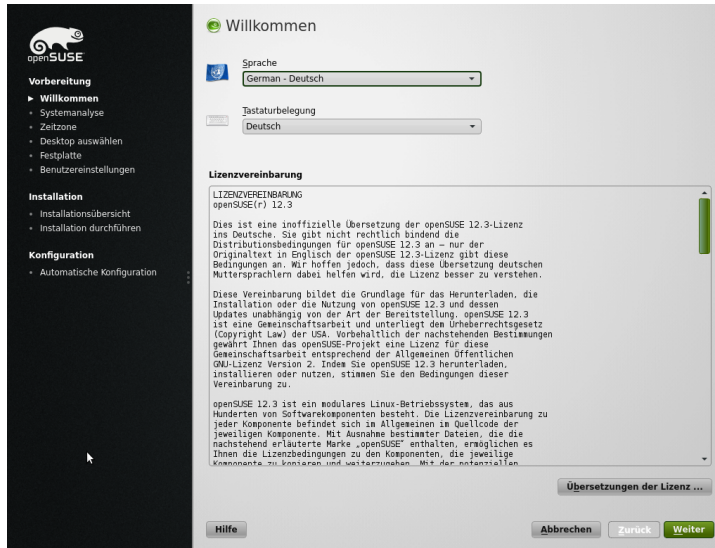 openSUSE
Vorbereitung
Willkommen
Systemanalyse
Zeitzone
Desktop auswählen
Festplatte
Benutzereinstellungen
Installation
Installationsübersicht
Installation durchführen
Konfiguration
Automatische Konfiguration
Willkommen
Sprache
German - Deutsch
Tastaturbelegung
Deutsch
Lizenzvereinbarung
LIZENZVEREINBARUNG
openSUSE(r) 12.3
Dies ist eine inoffizielle Übersetzung der openSUSE 12.3-Lizenz
ins Deutsche. Sie gibt nicht rechtlich bindend die
Distributionsbedingungen für openSUSE 12.3 an – nur der
Originaltext in Englisch der openSUSE 12.3-Lizenz gibt diese
Bedingungen an. Wir hoffen jedoch, dass diese Übersetzung deutschen
Muttersprachlern dabei helfen wird, die Lizenz besser zu verstehen.
Diese Vereinbarung bildet die Grundlage für das Herunterladen, die
Installation oder die Nutzung von openSUSE 12.3 und dessen
Updates unabhängig von der Art der Bereitstellung. openSUSE 12.3
ist eine Gemeinschaftsarbeit und unterliegt dem Urheberrechtsgesetz
(Copyright Law) der USA. Vorbehaltlich der nachstehenden Bestimmungen
gewährt Ihnen das openSUSE-Projekt eine Lizenz für diese
Gemeinschaftsarbeit entsprechend der Allgemeinen Öffentlichen
GNU-Lizenz Version 2. Indem Sie openSUSE 12.3 herunterladen,
installieren oder nutzen, stimmen Sie den Bedingungen dieser
Vereinbarung zu.
openSUSE 12.3 ist ein modulares Linux-Betriebssystem, das aus
Hunderten von Softwarekomponenten besteht. Die Lizenzvereinbarung zu
jeder Komponente befindet sich im Allgemeinen im Quellcode der
jeweiligen Komponente. Mit Ausnahme bestimmter Dateien, die die
nachstehend erläuterte Marke „openSUSE“ enthalten, ermöglichen es
Ihnen die Lizenzbedingungen zu den Komponenten, die jeweilige
Komponente zu kopieren und weiterzugeben. Mit der potenziellen
Übersetzungen der Lizenz ...
Hilfe
Abbrechen
Zurück
Weiter